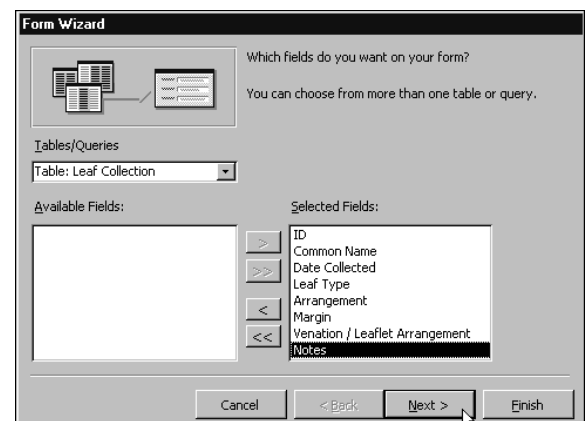 Form Wizard
Which fields do you want on your form?
You can choose from more than one table or query.
Tables/Queries
Table: Leaf Collection
Available Fields:
Selected Fields:
>
>>
<
<<
ID
Common Name
Date Collected
Leaf Type
Arrangement
Margin
Venation / Leaflet Arrangement
Notes
Cancel
< Back
Next >
Finish